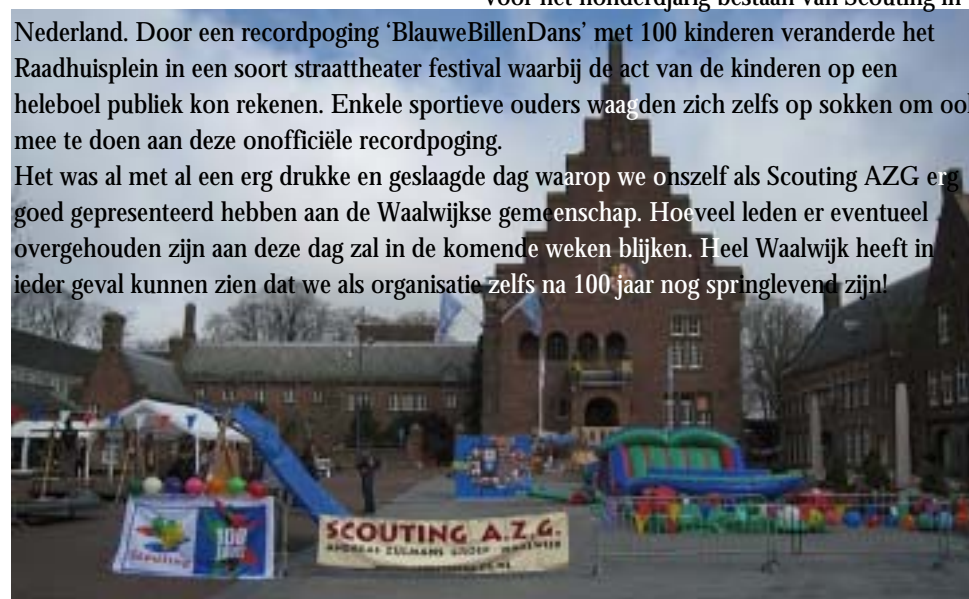 voor het honderdjarig bestaan van Scouting in
Nederland. Door een recordpoging ‘BlauweBillenDans’ met 100 kinderen veranderde het
Raadhuisplein in een soort straattheater festival waarbij de act van de kinderen op een
heleboel publiek kon rekenen. Enkele sportieve ouders waagden zich zelfs op sokken om ook
mee te doen aan deze onofficiële recordpoging.
Het was al met al een erg drukke en geslaagde dag waarop we onszelf als Scouting AZG erg
goed gepresenteerd hebben aan de Waalwijkse gemeenschap. Hoeveel leden er eventueel
overgehouden zijn aan deze dag zal in de komende weken blijken. Heel Waalwijk heeft in
ieder geval kunnen zien dat we als organisatie zelfs na 100 jaar nog springlevend zijn!
Scouting
100
SCOUTING A.Z.G.